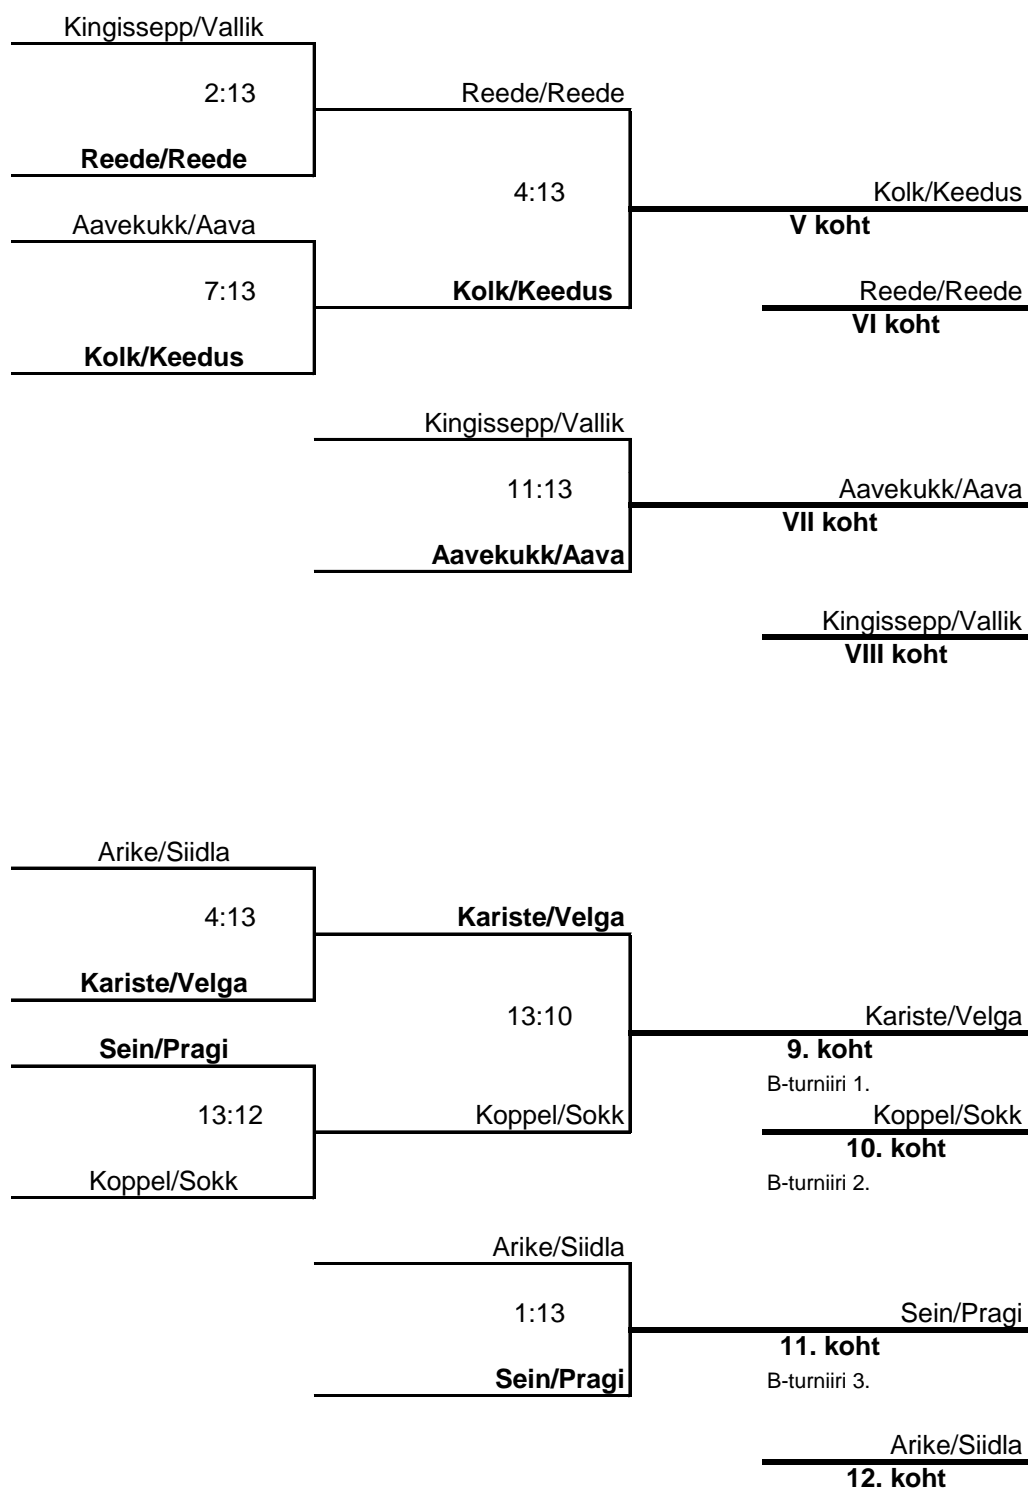 Kingissepp/Vallik
2:13
Reede/Reede
Reede/Reede
4:13
Kolk/Keedus
Aavekukk/Aava
V koht
7:13
Kolk/Keedus
Reede/Reede
VI koht
Kolk/Keedus
Kingissepp/Vallik
11:13
Aavekukk/Aava
VII koht
Aavekukk/Aava
Kingissepp/Vallik
VIII koht
Arike/Siidla
4:13
Kariste/Velga
Kariste/Velga
13:10
Kariste/Velga
Sein/Pragi
9. koht
B-turniiri 1.
13:12
Koppel/Sokk
Koppel/Sokk
10. koht
Koppel/Sokk
B-turniiri 2.
Arike/Siidla
1:13
Sein/Pragi
11. koht
Sein/Pragi
B-turniiri 3.
Arike/Siidla
12. koht